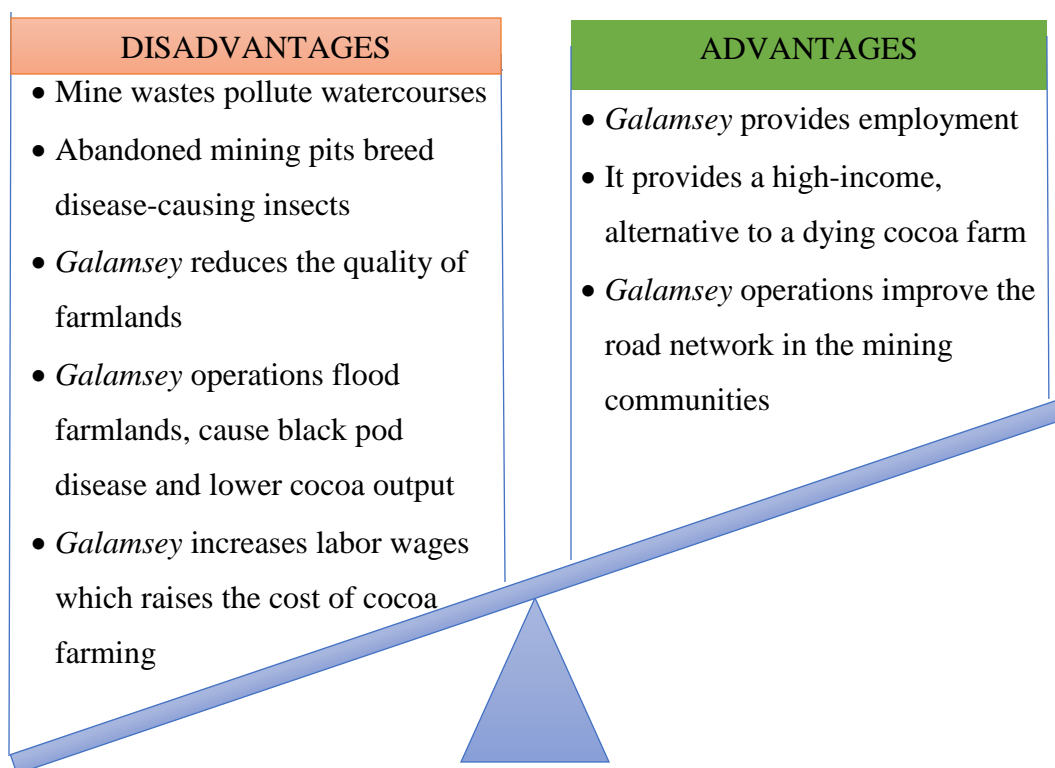 DISADVANTAGES
• Mine wastes pollute watercourses
• Abandoned mining pits breed
disease-causing insects
• Galamsey reduces the quality of
farmlands
• Galamsey operations flood
farmlands, cause black pod
disease and lower cocoa output
• Galamsey increases labor wages
which raises the cost of cocoa
farming
ADVANTAGES
• Galamsey provides employment
• It provides a high-income,
alternative to a dying cocoa farm
• Galamsey operations improve the
road network in the mining
communities